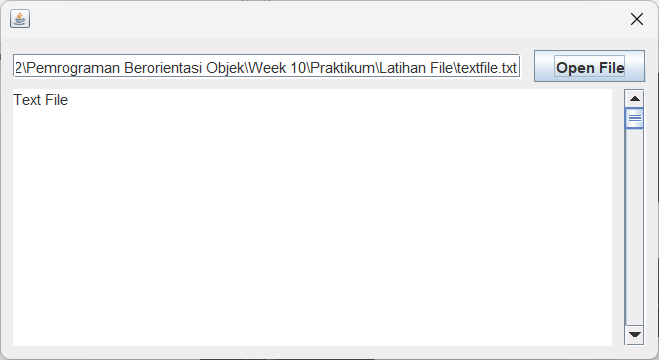 2\Pemrograman Berorientasi Objek\Week 10\Praktikum\Latihan File\textfile.txt
Open File
Text File